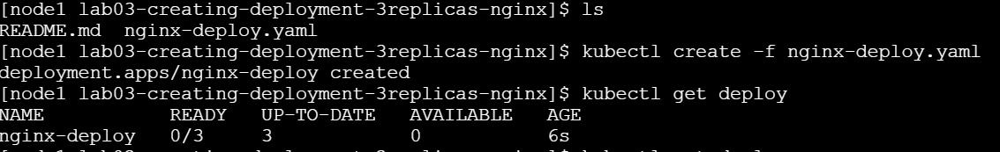 [node1 lab03-creating-deployment-3replicas-nginx]$ ls
README.md  nginx-deploy.yaml
[node1 lab03-creating-deployment-3replicas-nginx]$ kubectl create -f nginx-deploy.yaml
deployment.apps/nginx-deploy created
[node1 lab03-creating-deployment-3replicas-nginx]$ kubectl get deploy
NAME           READY   UP-TO-DATE   AVAILABLE   AGE
nginx-deploy   0/3     3            0           6s